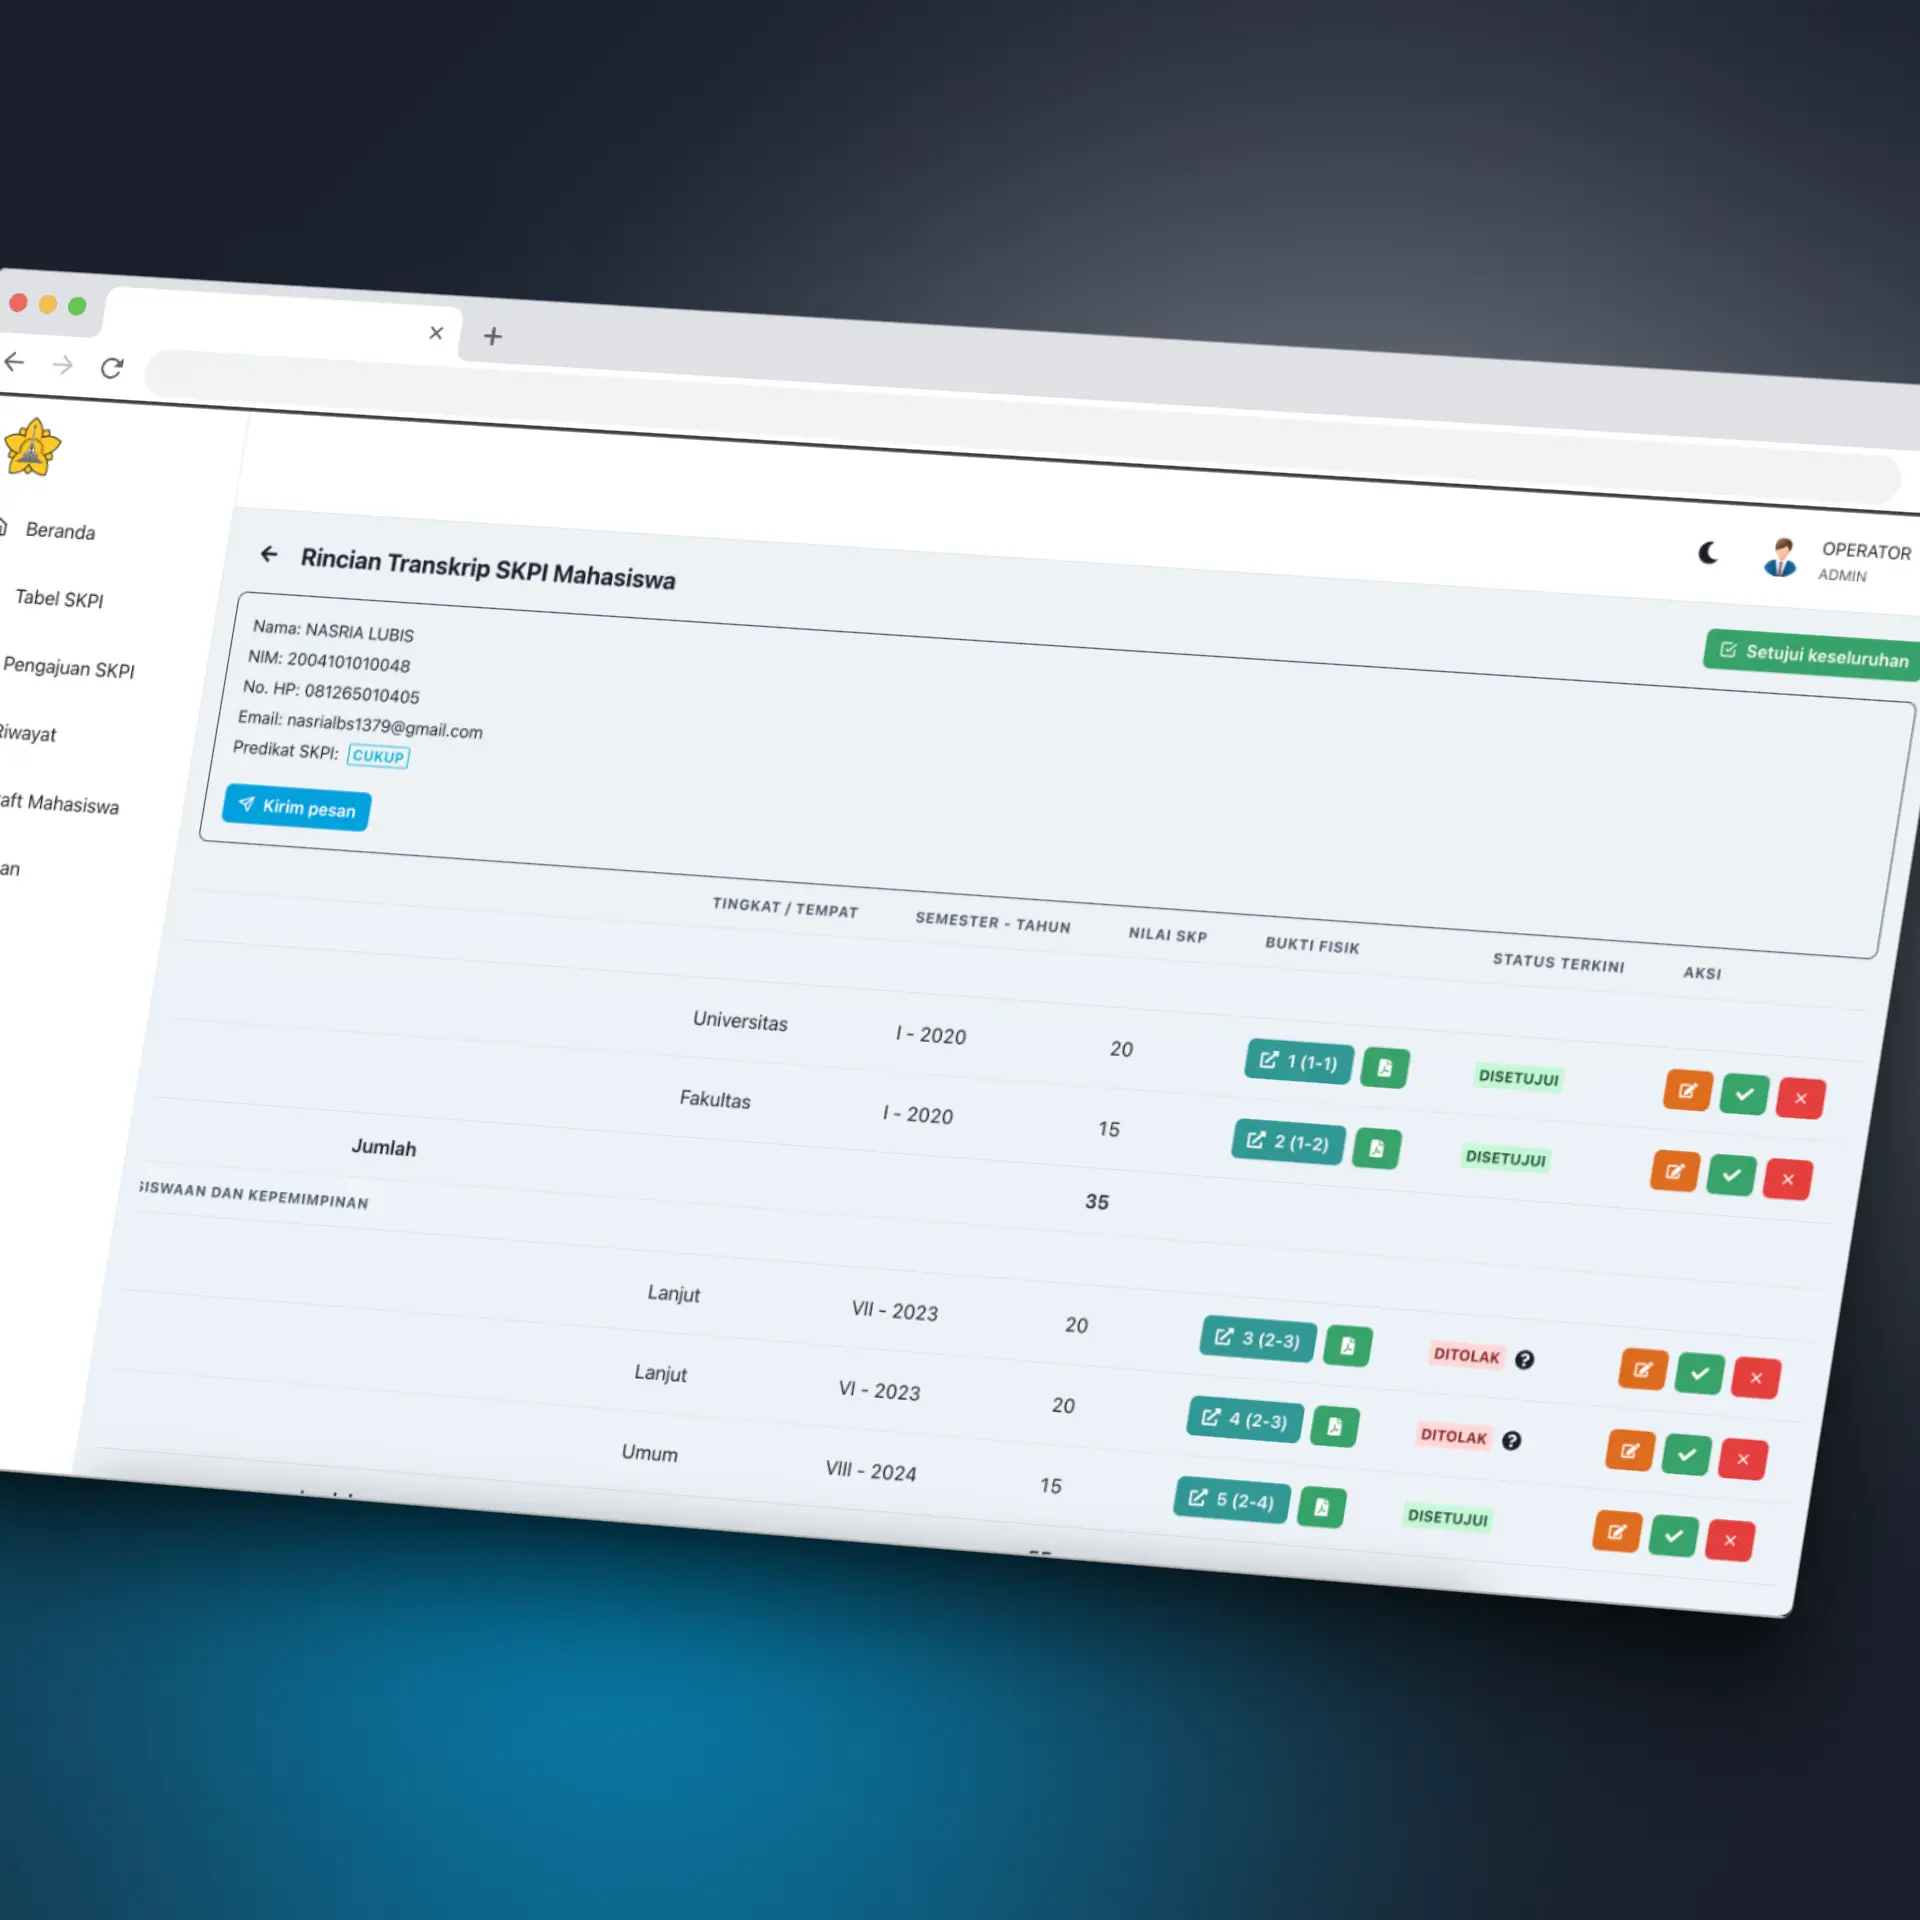 Beranda
Tabel SKPI
Pengajuan SKPI
Riwayat
aft Mahasiswa
an
OPERATOR
ADMIN
Rincian Transkrip SKPI Mahasiswa
Setujui keseluruhan
Nama: NASRIA LUBIS
NIM: 2004101010048
No. HP: 081265010405
Email: nasrialbs1379@gmail.com
Predikat SKPI: CUKUP
Kirim pesan
TINGKAT / TEMPAT SEMESTER - TAHUN NILAI SKP BUKTI FISIK STATUS TERKINI AKSI
Universitas I - 2020 20 1 (1-1) DISETUJUI
Fakultas I - 2020 15 2 (1-2) DISETUJUI
Jumlah 35
SISWAAN DAN KEPEMIMPINAN
Lanjut VII - 2023 20 3 (2-3) DITOLAK ?
Lanjut VI - 2023 20 4 (2-3) DITOLAK ?
Umum VIII - 2024 15 5 (2-4) DISETUJUI